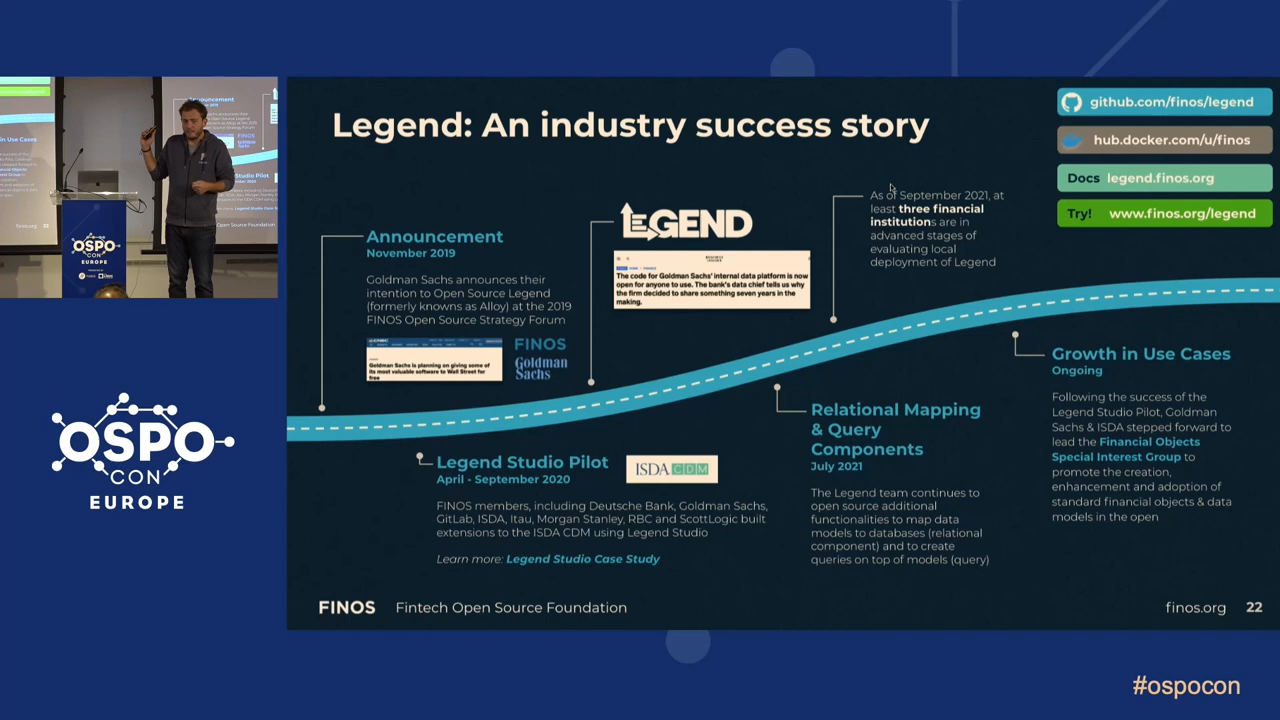 Legend: An industry success story
github.com/finos/legend
hub.docker.com/u/finos
Docs legend.finos.org
Try! www.finos.org/legend
Announcement
November 2019
Goldman Sachs announces their
intention to Open Source Legend
(formerly knowns as Alloy) at the 2019
FINOS Open Source Strategy Forum
Goldman Sachs is planning on giving some of
its most valuable software to Wall Street for
free
FINOS
Goldman
Sachs
LEGEND
The code for Goldman Sachs' internal data platform is now
open for anyone to use. The bank's data chief tells us why
the firm decided to share something seven years in the
making.
As of September 2021, at
least three financial
institutions are in
advanced stages of
evaluating local
deployment of Legend
Legend Studio Pilot
April - September 2020
ISDA CDM
FINOS members, including Deutsche Bank, Goldman Sachs,
GitLab, ISDA, Itau, Morgan Stanley, RBC and ScottLogic built
extensions to the ISDA CDM using Legend Studio
Learn more: Legend Studio Case Study
Relational Mapping
& Query
Components
July 2021
The Legend team continues to
open source additional
functionalities to map data
models to databases (relational
component) and to create
queries on top of models (query)
Growth in Use Cases
Ongoing
Following the success of the
Legend Studio Pilot, Goldman
Sachs & ISDA stepped forward to
lead the Financial Objects
Special Interest Group to
promote the creation,
enhancement and adoption of
standard financial objects & data
models in the open
FINOS Fintech Open Source Foundation
finos.org 22
OSPO
CON
EUROPE
OSPO
CON
EUROPE
#ospocon